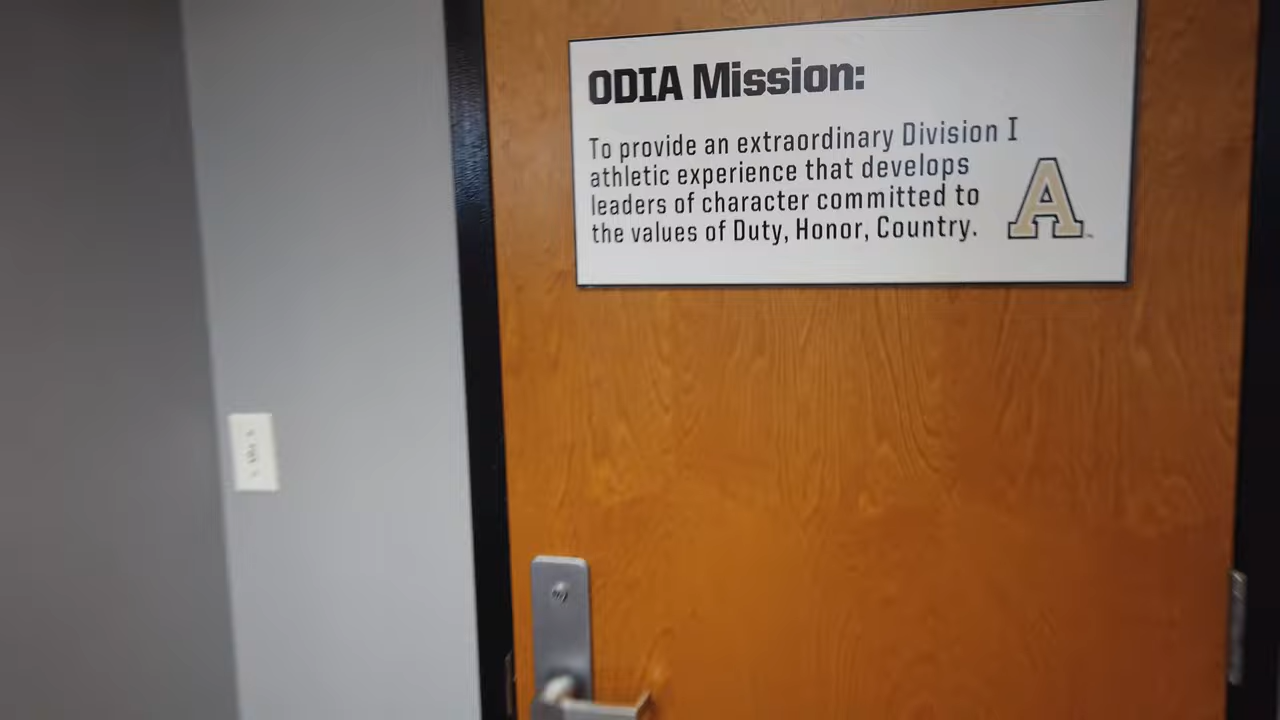 ODIA Mission:
To provide an extraordinary Division I
athletic experience that develops
leaders of character committed to
the values of Duty, Honor, Country.
A